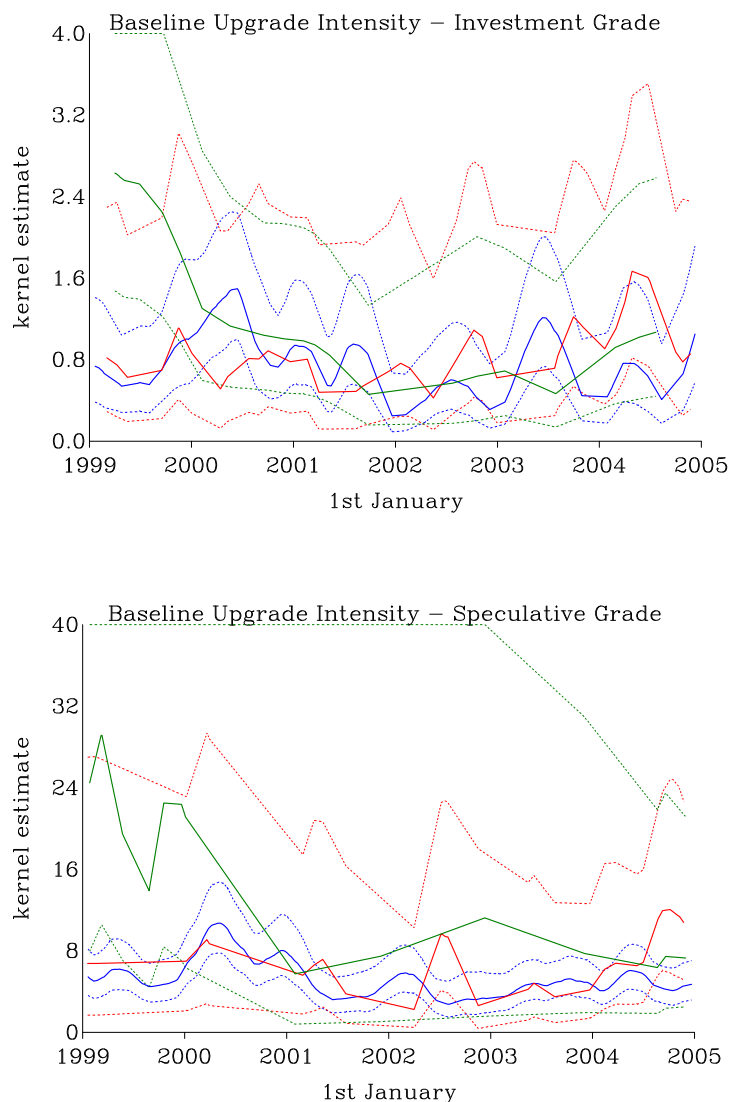 Baseline Upgrade Intensity – Investment Grade
4.0
3.2
2.4
1.6
0.8
0.0
kernel estimate
1999 2000 2001 2002 2003 2004 2005
1st January
Baseline Upgrade Intensity – Speculative Grade
40
32
24
16
8
0
kernel estimate
1999 2000 2001 2002 2003 2004 2005
1st January